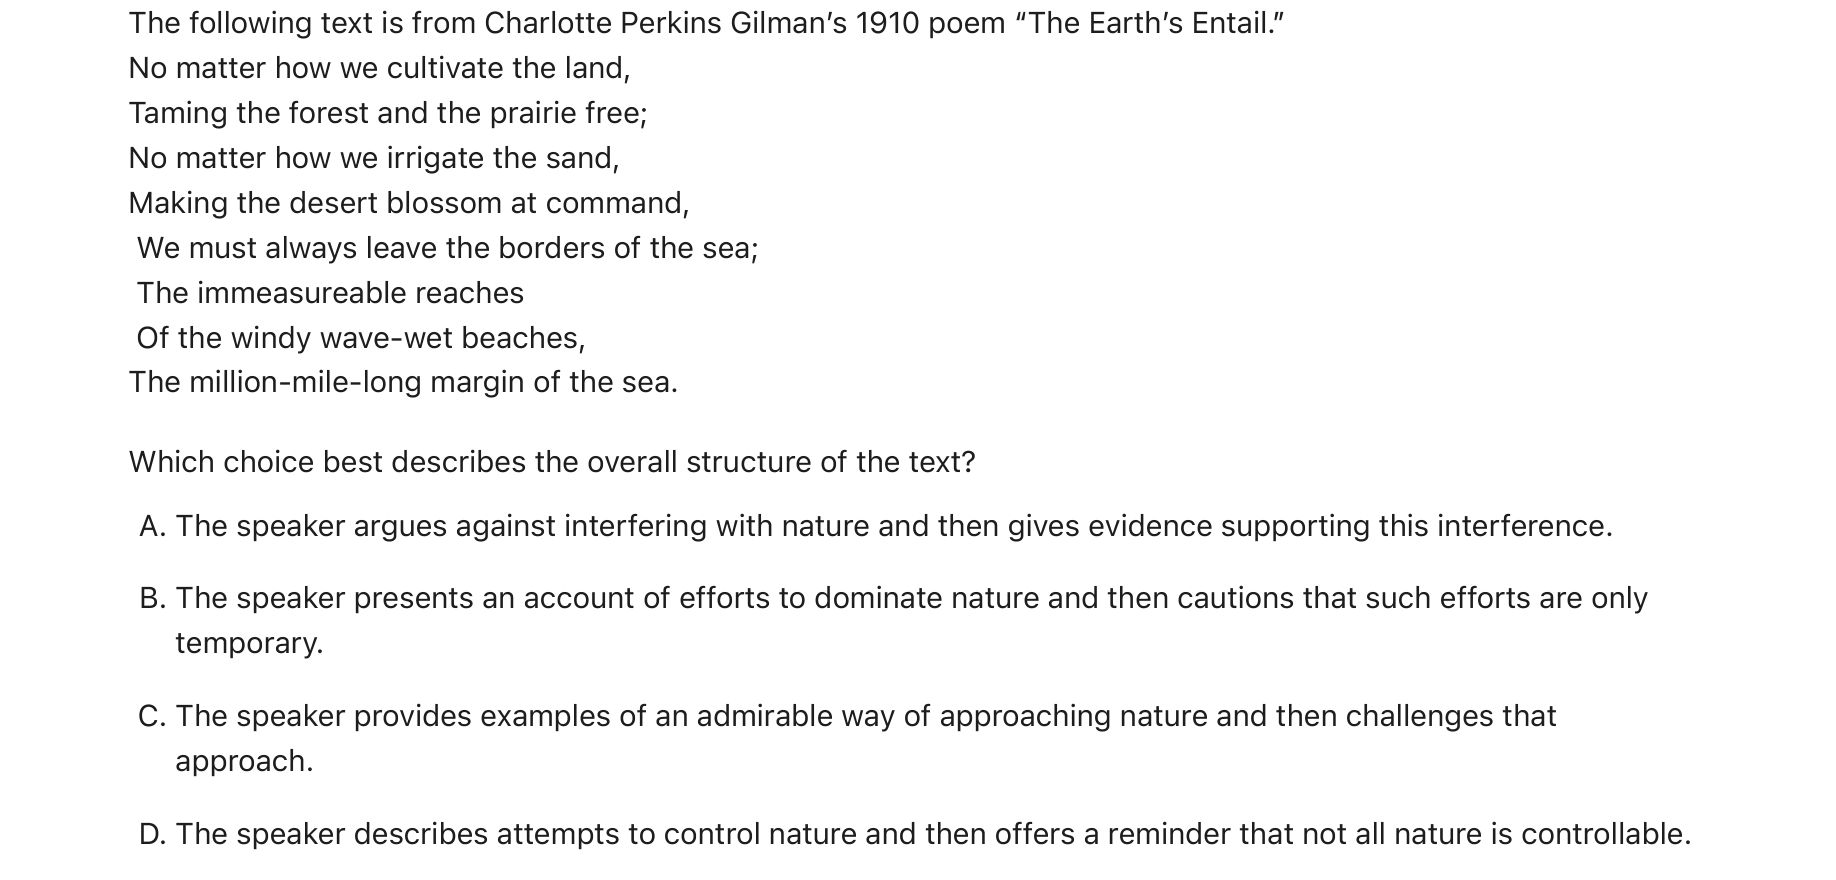 The following text is from Charlotte Perkins Gilman’s 1910 poem “The Earth’s Entail.”
No matter how we cultivate the land,
Taming the forest and the prairie free;
No matter how we irrigate the sand,
Making the desert blossom at command,
We must always leave the borders of the sea;
The immeasureable reaches
Of the windy wave-wet beaches,
The million-mile-long margin of the sea.
Which choice best describes the overall structure of the text?
A. The speaker argues against interfering with nature and then gives evidence supporting this interference.
B. The speaker presents an account of efforts to dominate nature and then cautions that such efforts are only
temporary.
C. The speaker provides examples of an admirable way of approaching nature and then challenges that
approach.
D. The speaker describes attempts to control nature and then offers a reminder that not all nature is controllable.